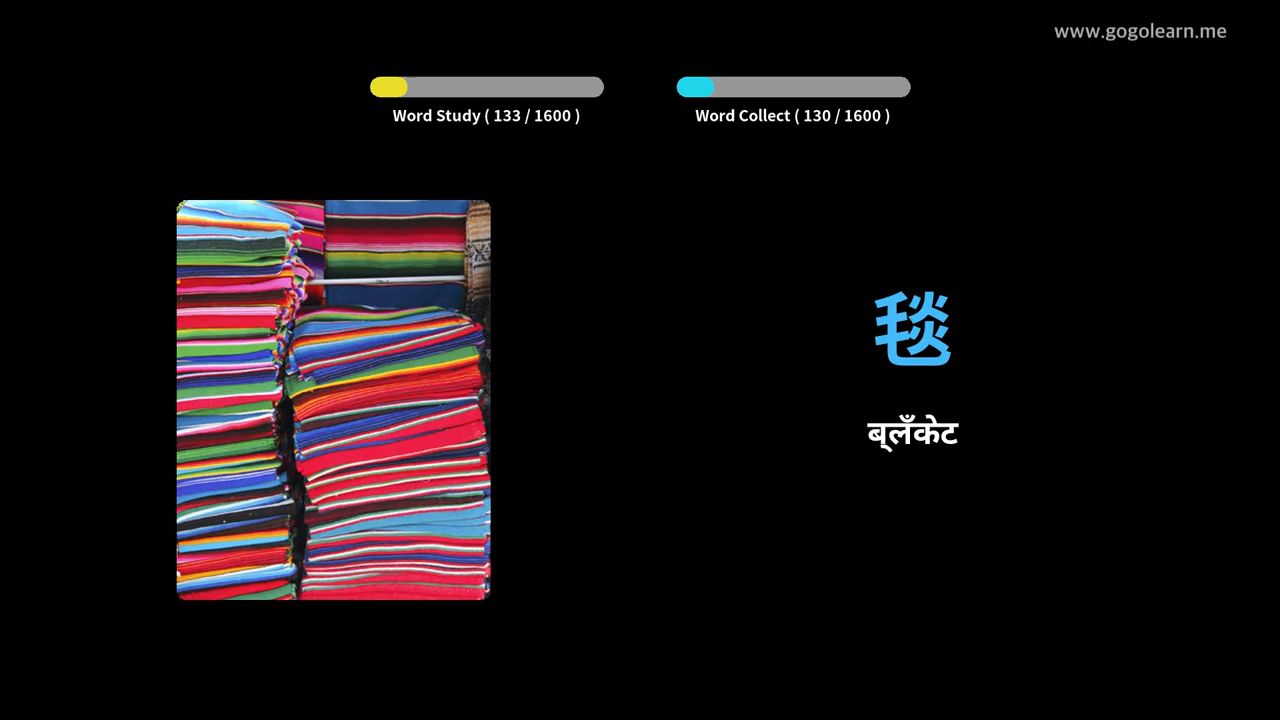 www.gogolearn.me
Word Study ( 133 / 1600 )
Word Collect ( 130 / 1600 )
毯
ब्लँकेट